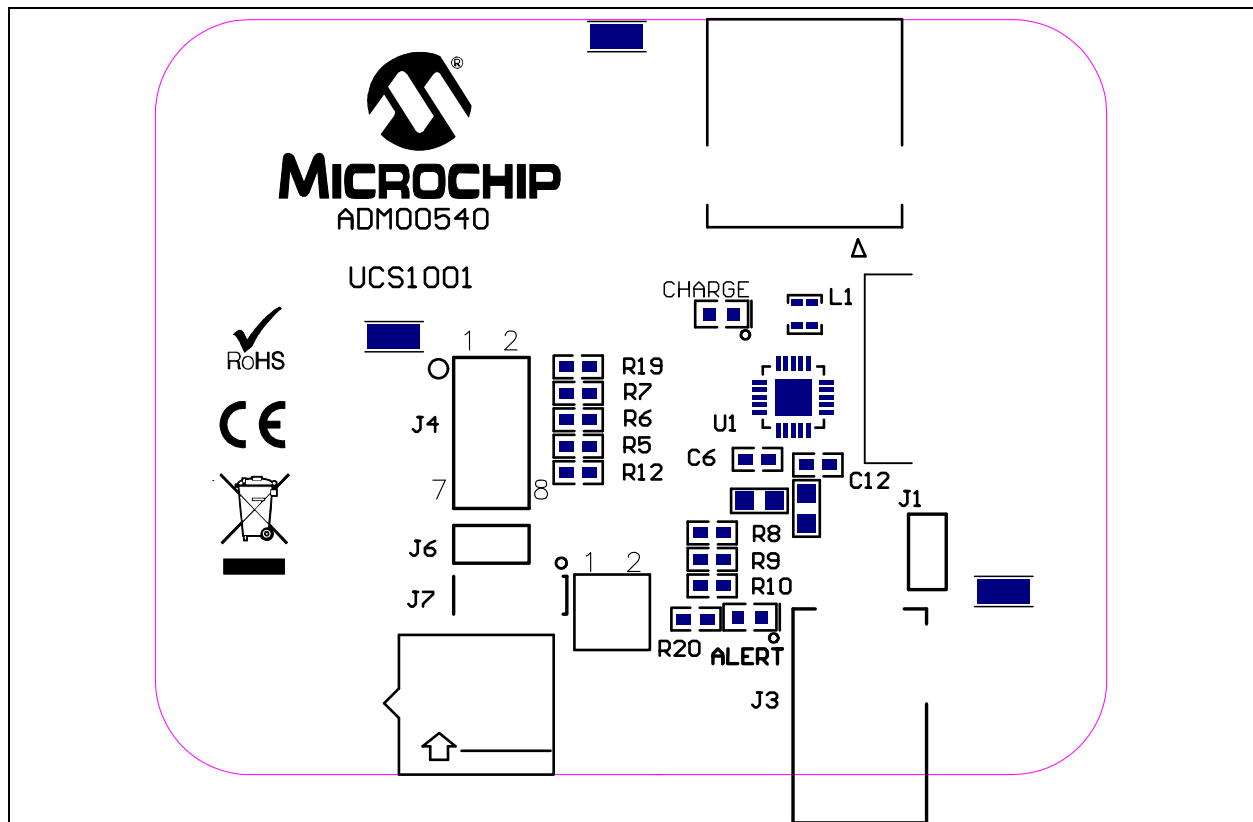 ®
MICROCHIP
ADM00540
UCS1001
CHARGE
L1
RoHS
1 2
R19
R7
J4
R6
U1
R5
CE
C6
R12
C12
7 8
J1
R8
J6
R9
1 2
R10
J7
R20
ALERT
J3